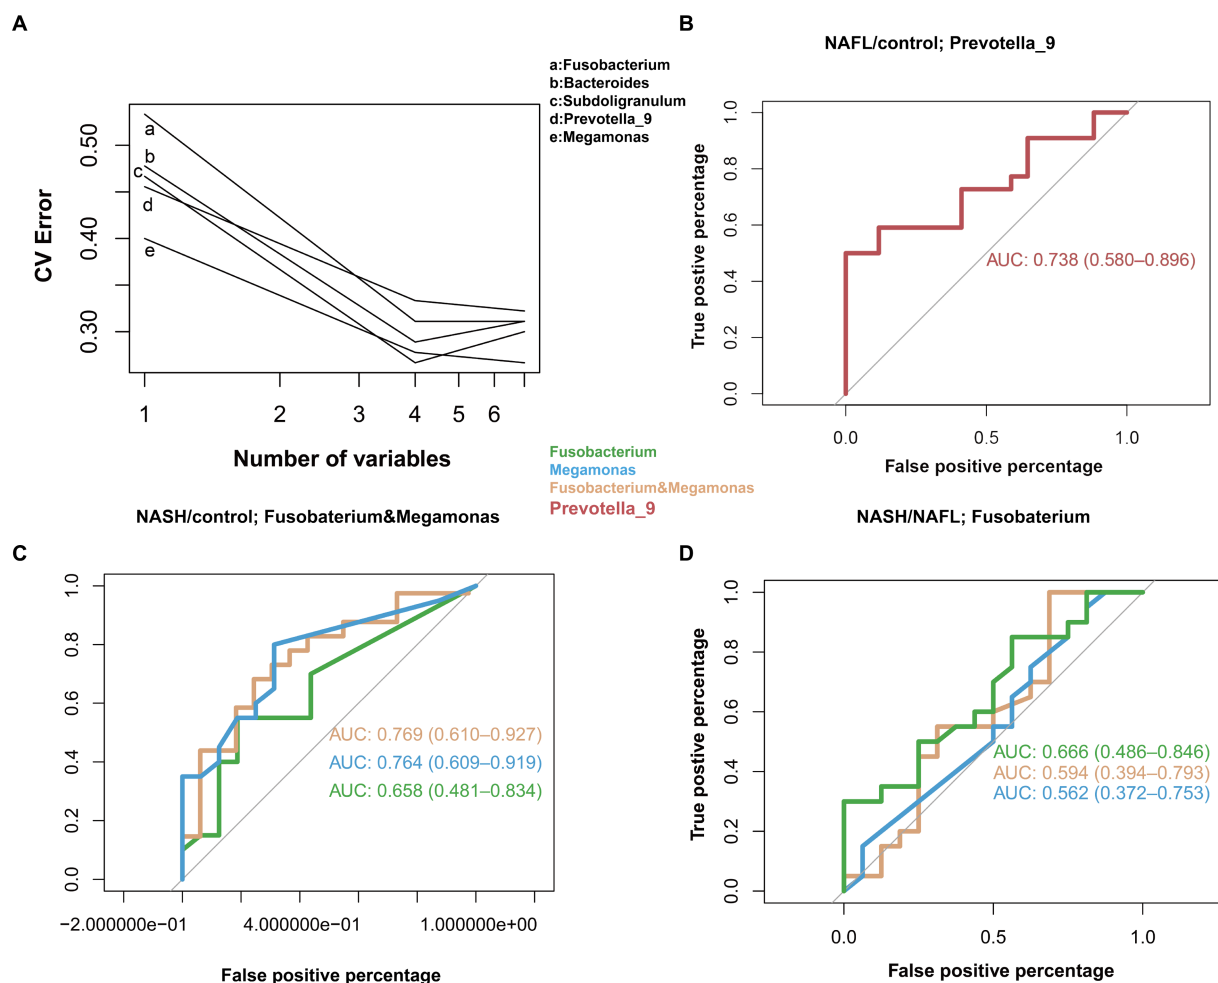 A
a:Fusobacterium
b:Bacteroides
c:Subdoligranulum
d:Prevotella_9
e:Megamonas
CV Error
0.50
0.40
0.30
a
b
c
d
e
1 2 3 4 5 6
Number of variables
B
NAFL/control; Prevotella_9
True postive percentage
1.0
0.8
0.6
0.4
0.2
0.0
AUC: 0.738 (0.580–0.896)
0.0 0.5 1.0
False positive percentage
Fusobacterium
Megamonas
Fusobacterium&Megamonas
Prevotella_9
NASH/control; Fusobaterium&Megamonas
C
1.0
0.8
0.6
0.4
0.2
0.0
AUC: 0.769 (0.610–0.927)
AUC: 0.764 (0.609–0.919)
AUC: 0.658 (0.481–0.834)
−2.000000e−01 4.000000e−01 1.000000e+00
False positive percentage
NASH/NAFL; Fusobaterium
D
True postive percentage
1.0
0.8
0.6
0.4
0.2
0.0
AUC: 0.666 (0.486–0.846)
AUC: 0.594 (0.394–0.793)
AUC: 0.562 (0.372–0.753)
0.0 0.5 1.0
False positive percentage